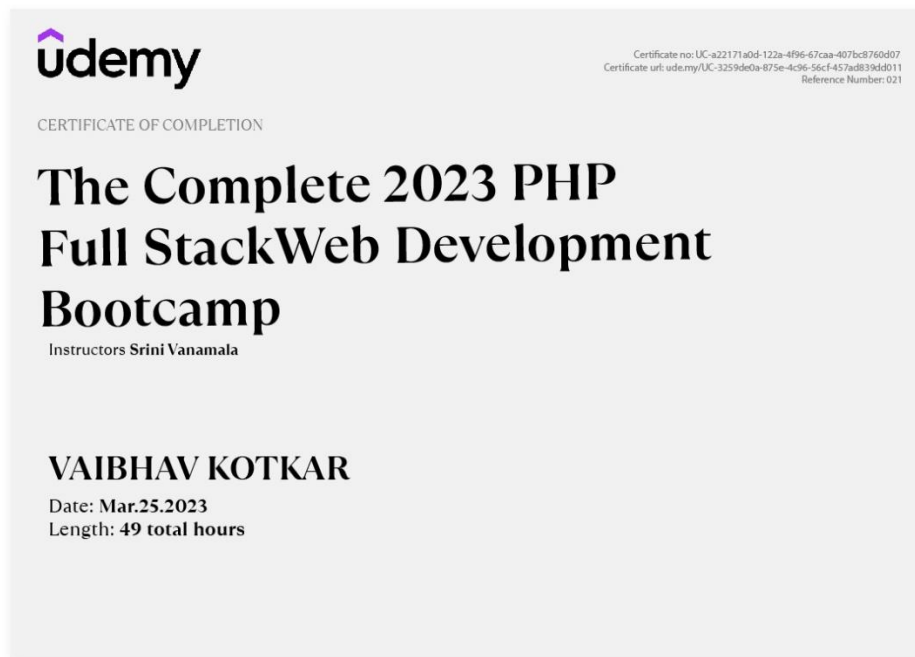 udemy
Certificate no: UC-a22171a0d-122a-4f96-67caa-407bc8760d07
Certificate url: ude.my/UC-3259de0a-875e-4c96-56cf-457ad839dd011
Reference Number: 021
CERTIFICATE OF COMPLETION
The Complete 2023 PHP
Full StackWeb Development
Bootcamp
Instructors Srini Vanamala
VAIBHAV KOTKAR
Date: Mar.25.2023
Length: 49 total hours